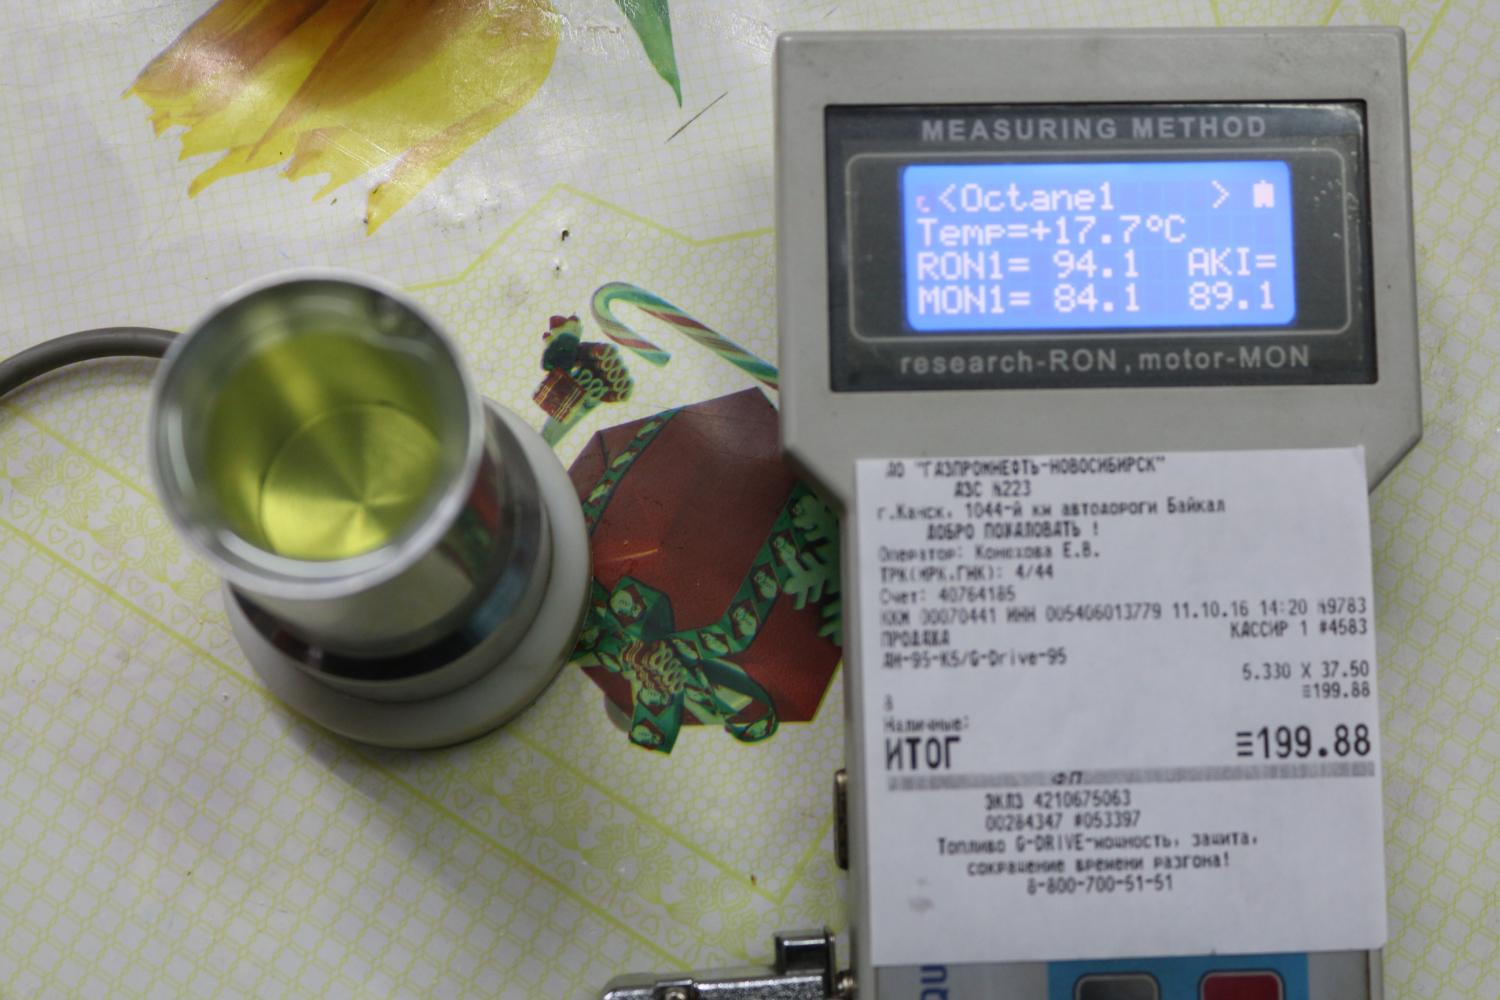 MEASURING METHOD
<Octane1 >
Temp=+17.7°C
RON1= 94.1 AKI=
MON1= 84.1 89.1
research-RON, motor-MON
АО "ГАЗПРОМНЕФТЬ-НОВОСИБИРСК"
АЗС №223
г.Канск, 1044-й км автодороги Байкал
ДОБРО ПОЖАЛОВАТЬ !
Оператор: Конюхова Е.В.
ТРК(НРК.ГНК): 4/44
Счет: 40764185
ККМ 00070441 ИНН 005406013779 11.10.16 14:20 №9783
ПРОДАЖА КАССИР 1 #4583
АИ-95-К5/G-Drive-95
5.330 X 37.50
≡199.88
Наличные:
ИТОГ ≡199.88
ФП
ЭКЛЗ 4210675063
00284347 #053397
Топливо G-DRIVE-мощность, защита,
сокращение времени разгона!
8-800-700-51-51